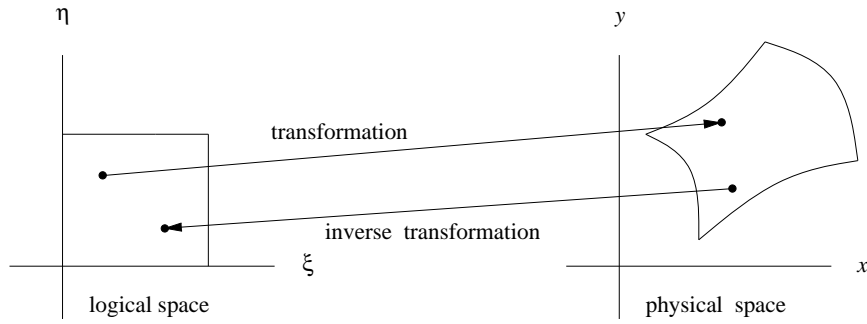 η
y
transformation
inverse transformation
ξ
x
logical space
physical space